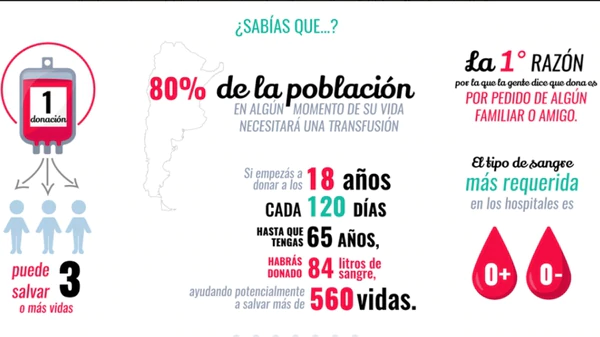 ¿SABÍAS QUE...?
1
donación
puede
salvar 3
o más vidas
80% de la población
EN ALGÚN MOMENTO DE SU VIDA
NECESITARÁ UNA TRANSFUSIÓN
Si empezás a
donar a los 18 años
CADA 120 DÍAS
HASTA QUE
TENGAS 65 AÑOS,
HABRÁS
DONADO 84 litros de
sangre,
ayudando potencialmente
a salvar más de 560 vidas.
La 1° RAZÓN
por la que la gente dice que dona es
POR PEDIDO DE ALGÚN
FAMILIAR O AMIGO.
El tipo de sangre
más requerida
en los hospitales es
0+ 0-